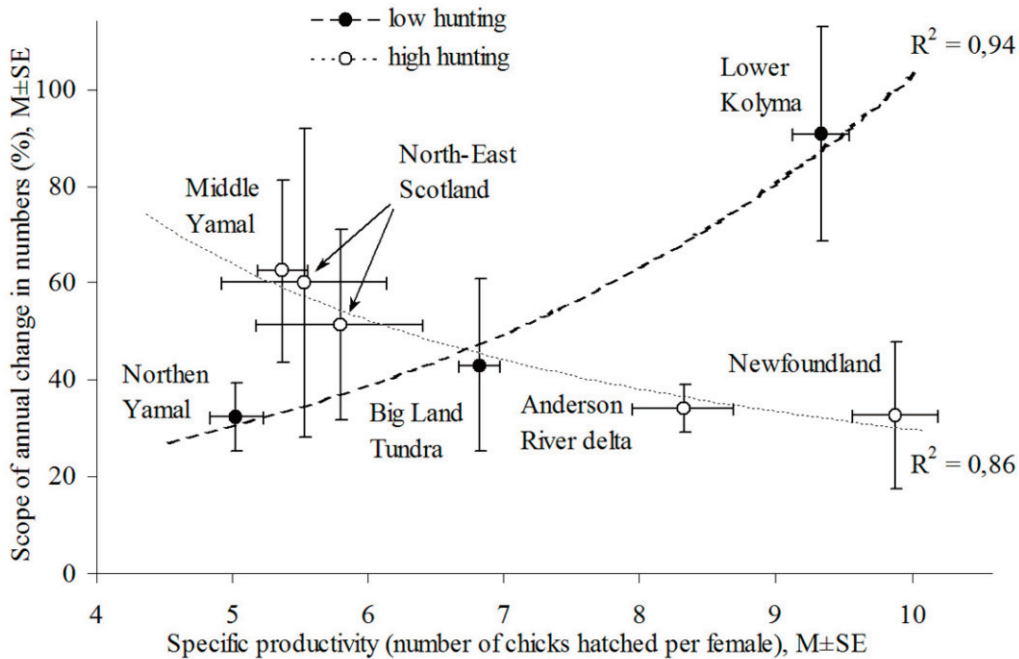 low hunting
high hunting
R² = 0,94
Lower
Kolyma
North-East
Scotland
Middle
Yamal
Northen
Yamal
Big Land
Tundra
Anderson
River delta
Newfoundland
R² = 0,86
Scope of annual change in numbers (%), M±SE
100
80
60
40
20
0
4 5 6 7 8 9 10
Specific productivity (number of chicks hatched per female), M±SE